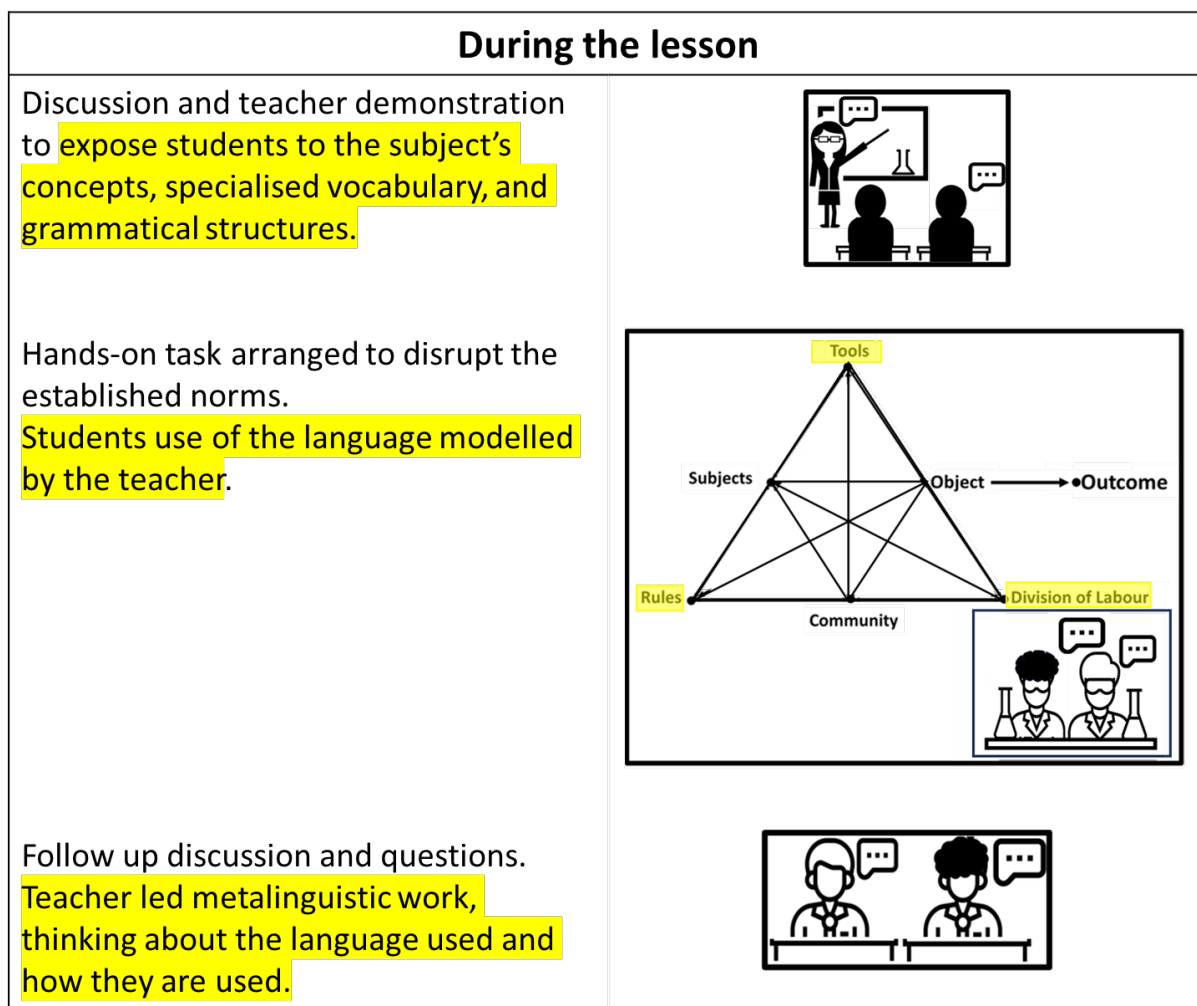 During the lesson
Discussion and teacher demonstration
to expose students to the subject's
concepts, specialised vocabulary, and
grammatical structures.
Hands-on task arranged to disrupt the
established norms.
Students use of the language modelled
by the teacher.
Tools
Subjects
Object
Outcome
Rules
Division of Labour
Community
Follow up discussion and questions.
Teacher led metalinguistic work,
thinking about the language used and
how they are used.